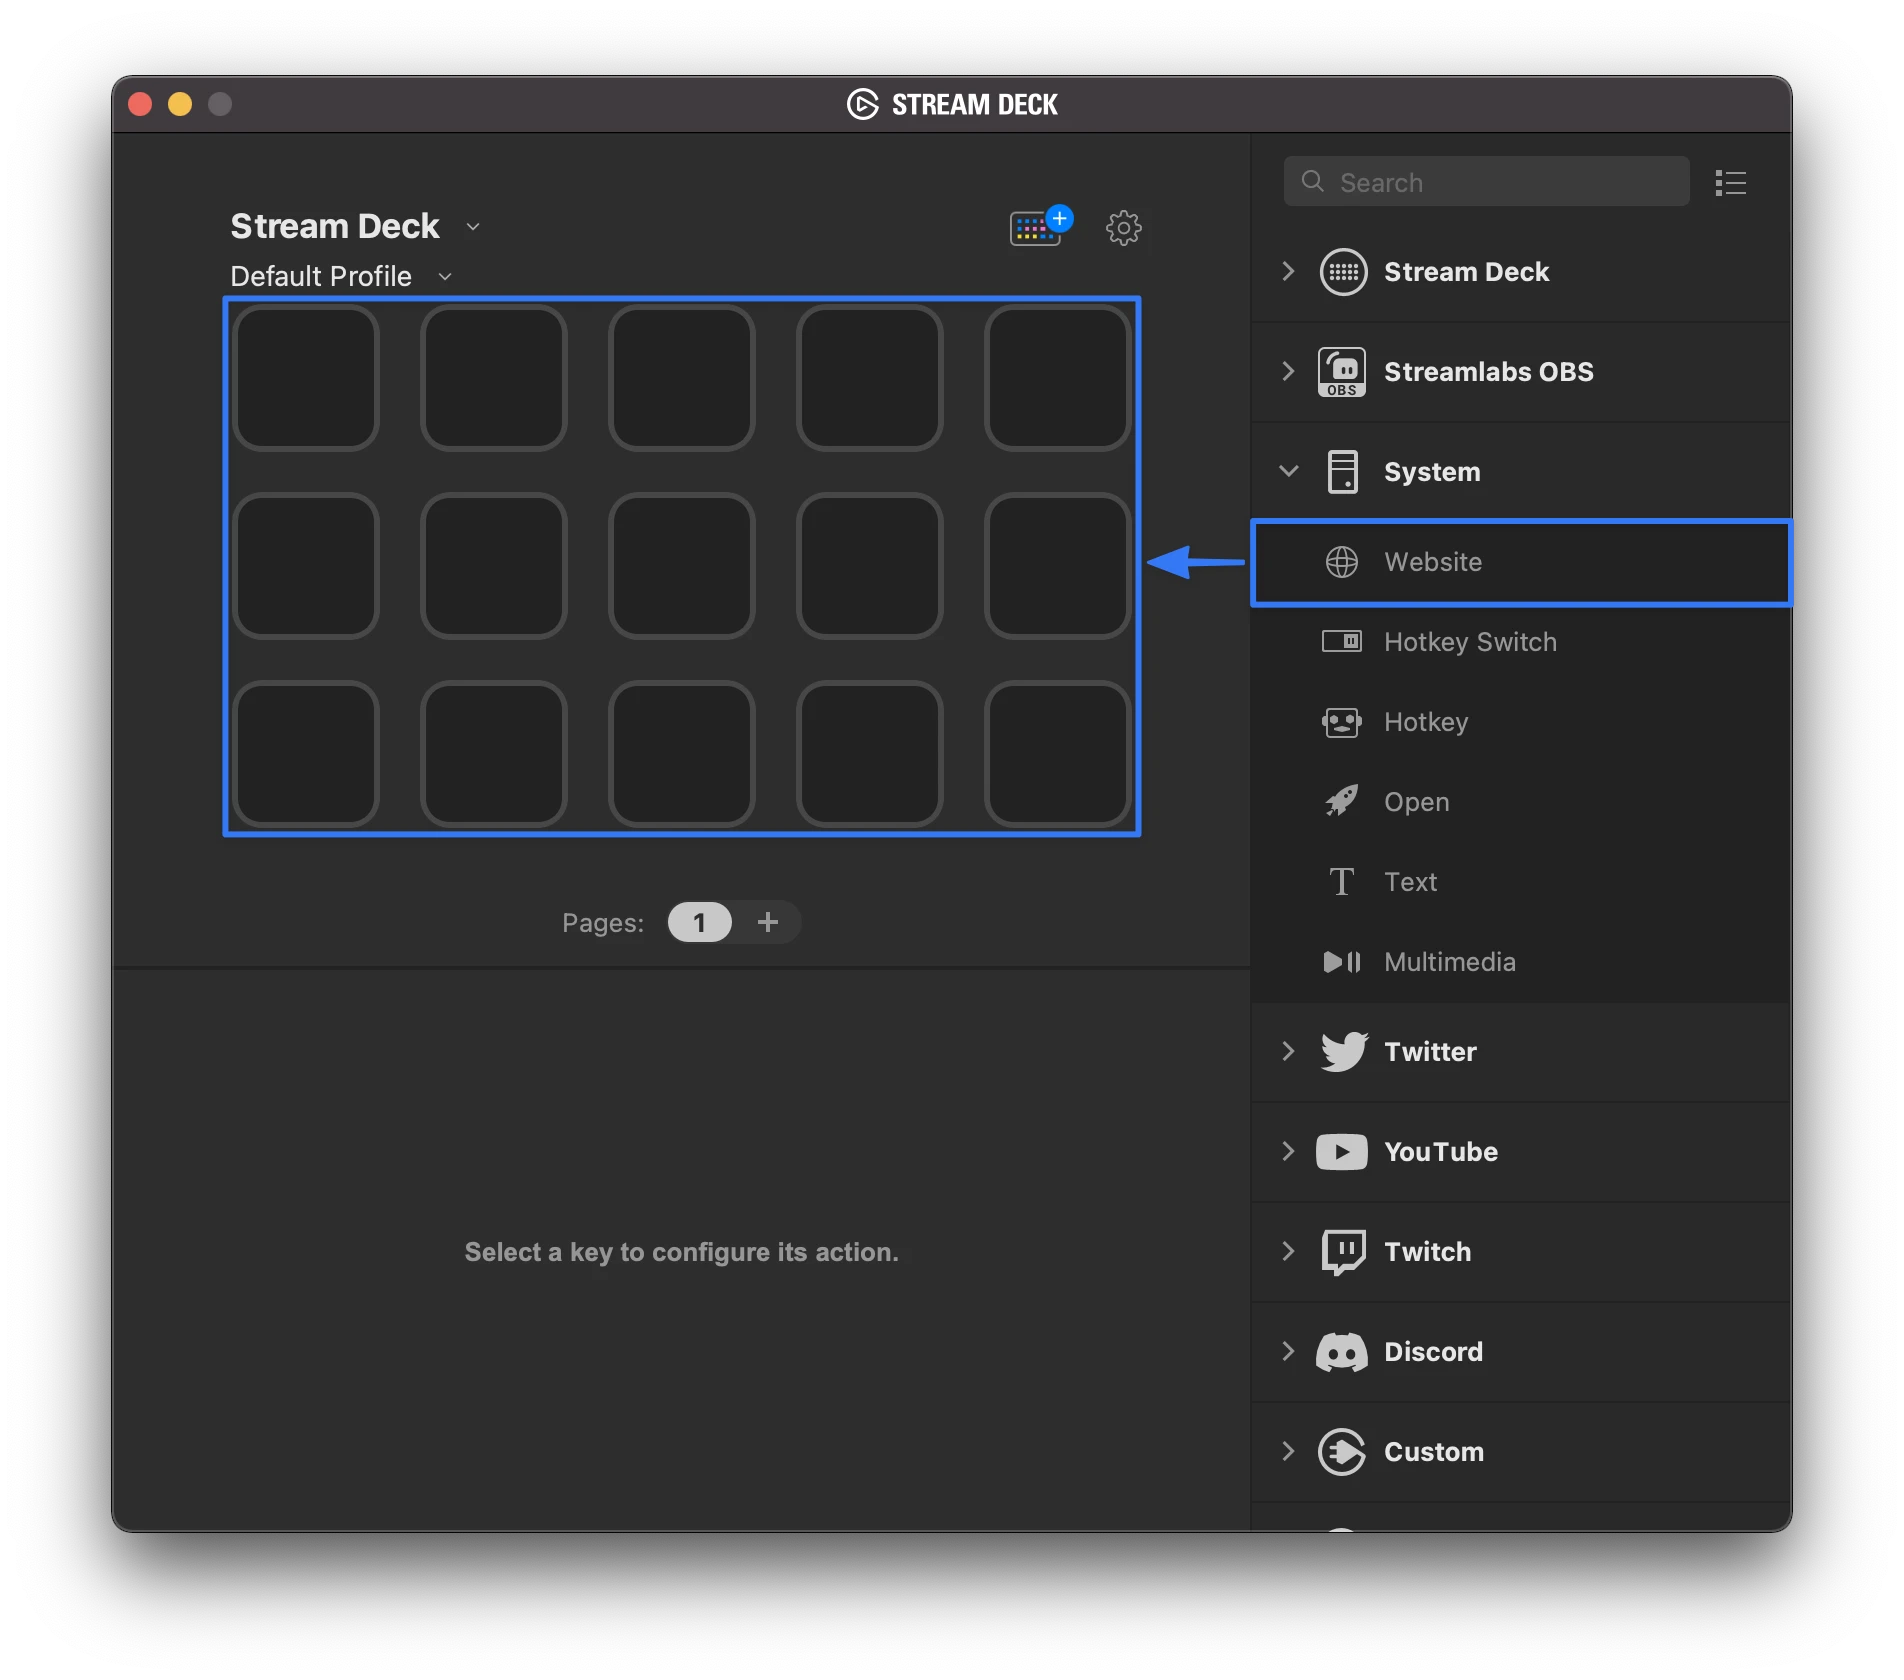 STREAM DECK
Search
Stream Deck
Default Profile
Stream Deck
Streamlabs OBS
OBS
System
Website
Hotkey Switch
Hotkey
Open
T Text
Multimedia
Pages: 1 +
Twitter
YouTube
Twitch
Select a key to configure its action.
Discord
Custom